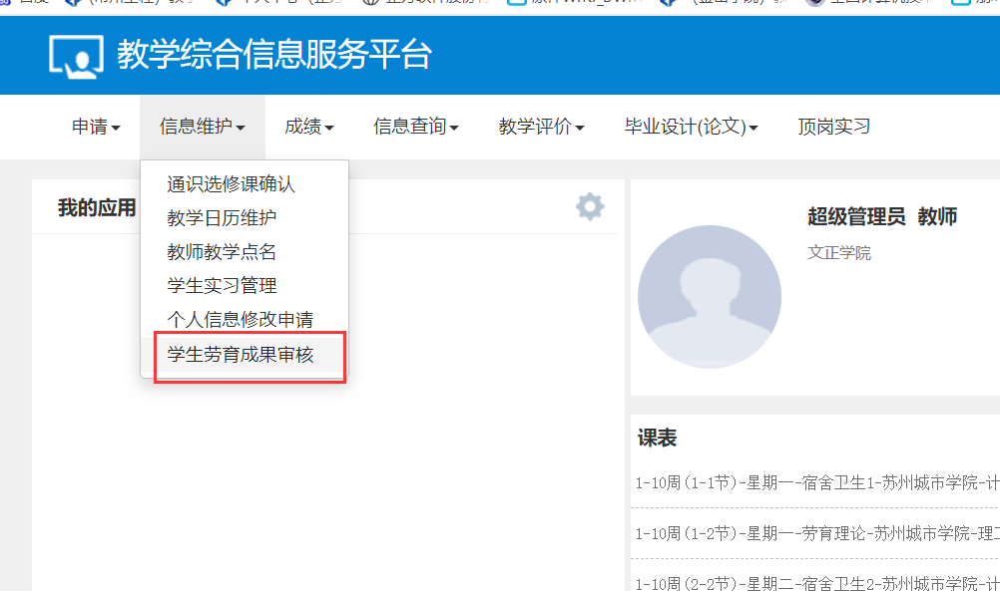 教学综合信息服务平台
申请 信息维护 成绩 信息查询 教学评价 毕业设计(论文) 顶岗实习
通识选修课确认
教学日历维护
教师教学点名
学生实习管理
个人信息修改申请
学生劳育成果审核
我的应用
超级管理员 教师
文正学院
课表
1-10周(1-1节)-星期一-宿舍卫生1-苏州城市学院-计
1-10周(1-2节)-星期一-劳育理论-苏州城市学院-理工
1-10周(2-2节)-星期二-宿舍卫生2-苏州城市学院-计